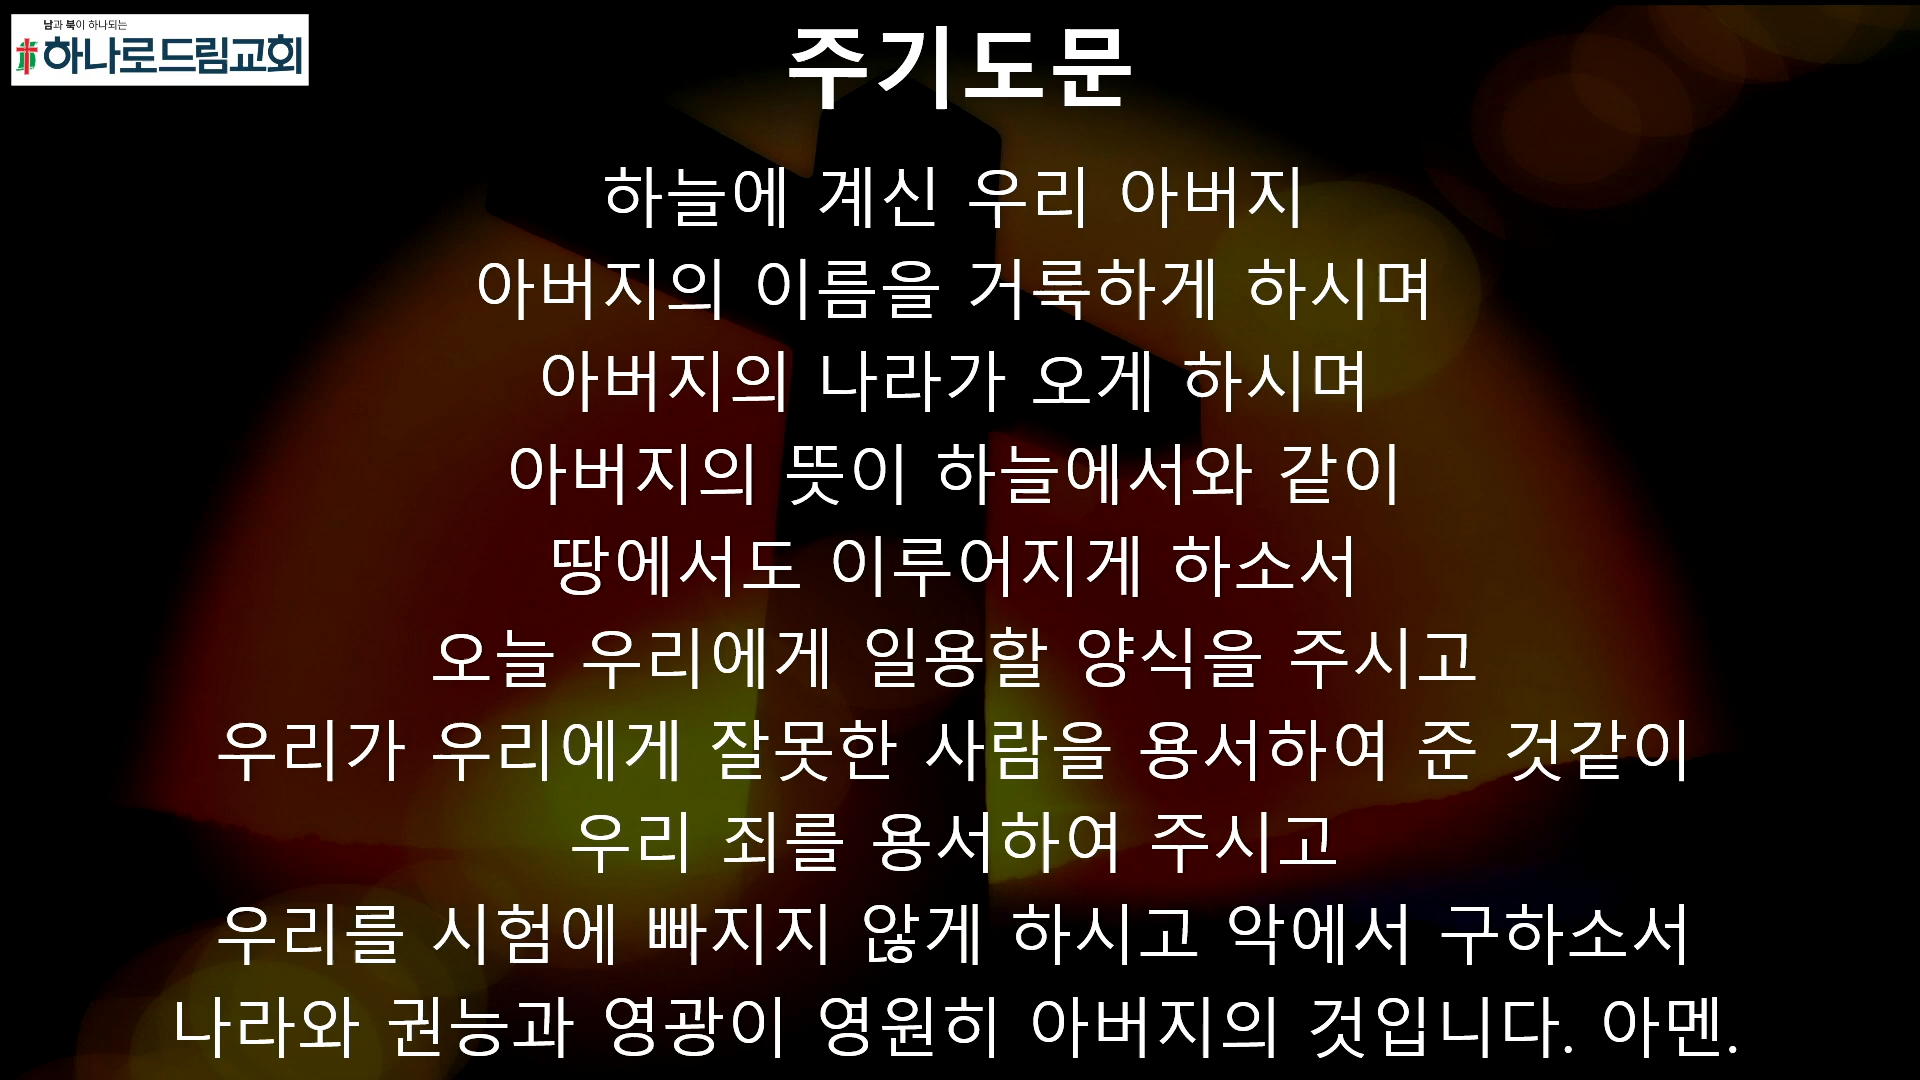 남과 북이 하나되는
하나로드림교회
주기도문
하늘에 계신 우리 아버지
아버지의 이름을 거룩하게 하시며
아버지의 나라가 오게 하시며
아버지의 뜻이 하늘에서와 같이
땅에서도 이루어지게 하소서
오늘 우리에게 일용할 양식을 주시고
우리가 우리에게 잘못한 사람을 용서하여 준 것같이
우리 죄를 용서하여 주시고
우리를 시험에 빠지지 않게 하시고 악에서 구하소서
나라와 권능과 영광이 영원히 아버지의 것입니다. 아멘.